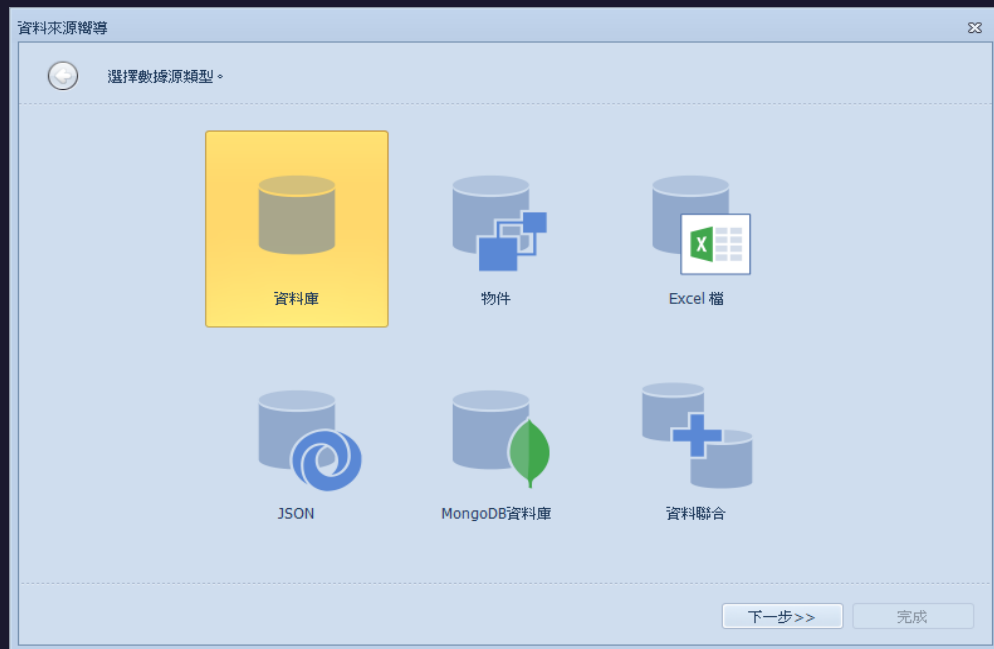 資料來源嚮導
選擇數據源類型。
資料庫
物件
Excel 檔
JSON
MongoDB資料庫
資料聯合
下一步>>
完成